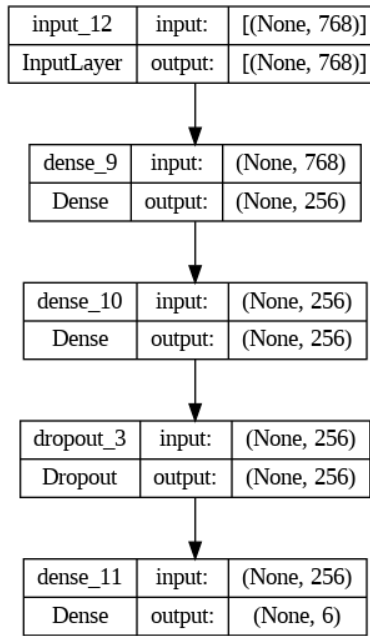 input_12 input: [(None, 768)]
InputLayer output: [(None, 768)]
dense_9 input: (None, 768)
Dense output: (None, 256)
dense_10 input: (None, 256)
Dense output: (None, 256)
dropout_3 input: (None, 256)
Dropout output: (None, 256)
dense_11 input: (None, 256)
Dense output: (None, 6)